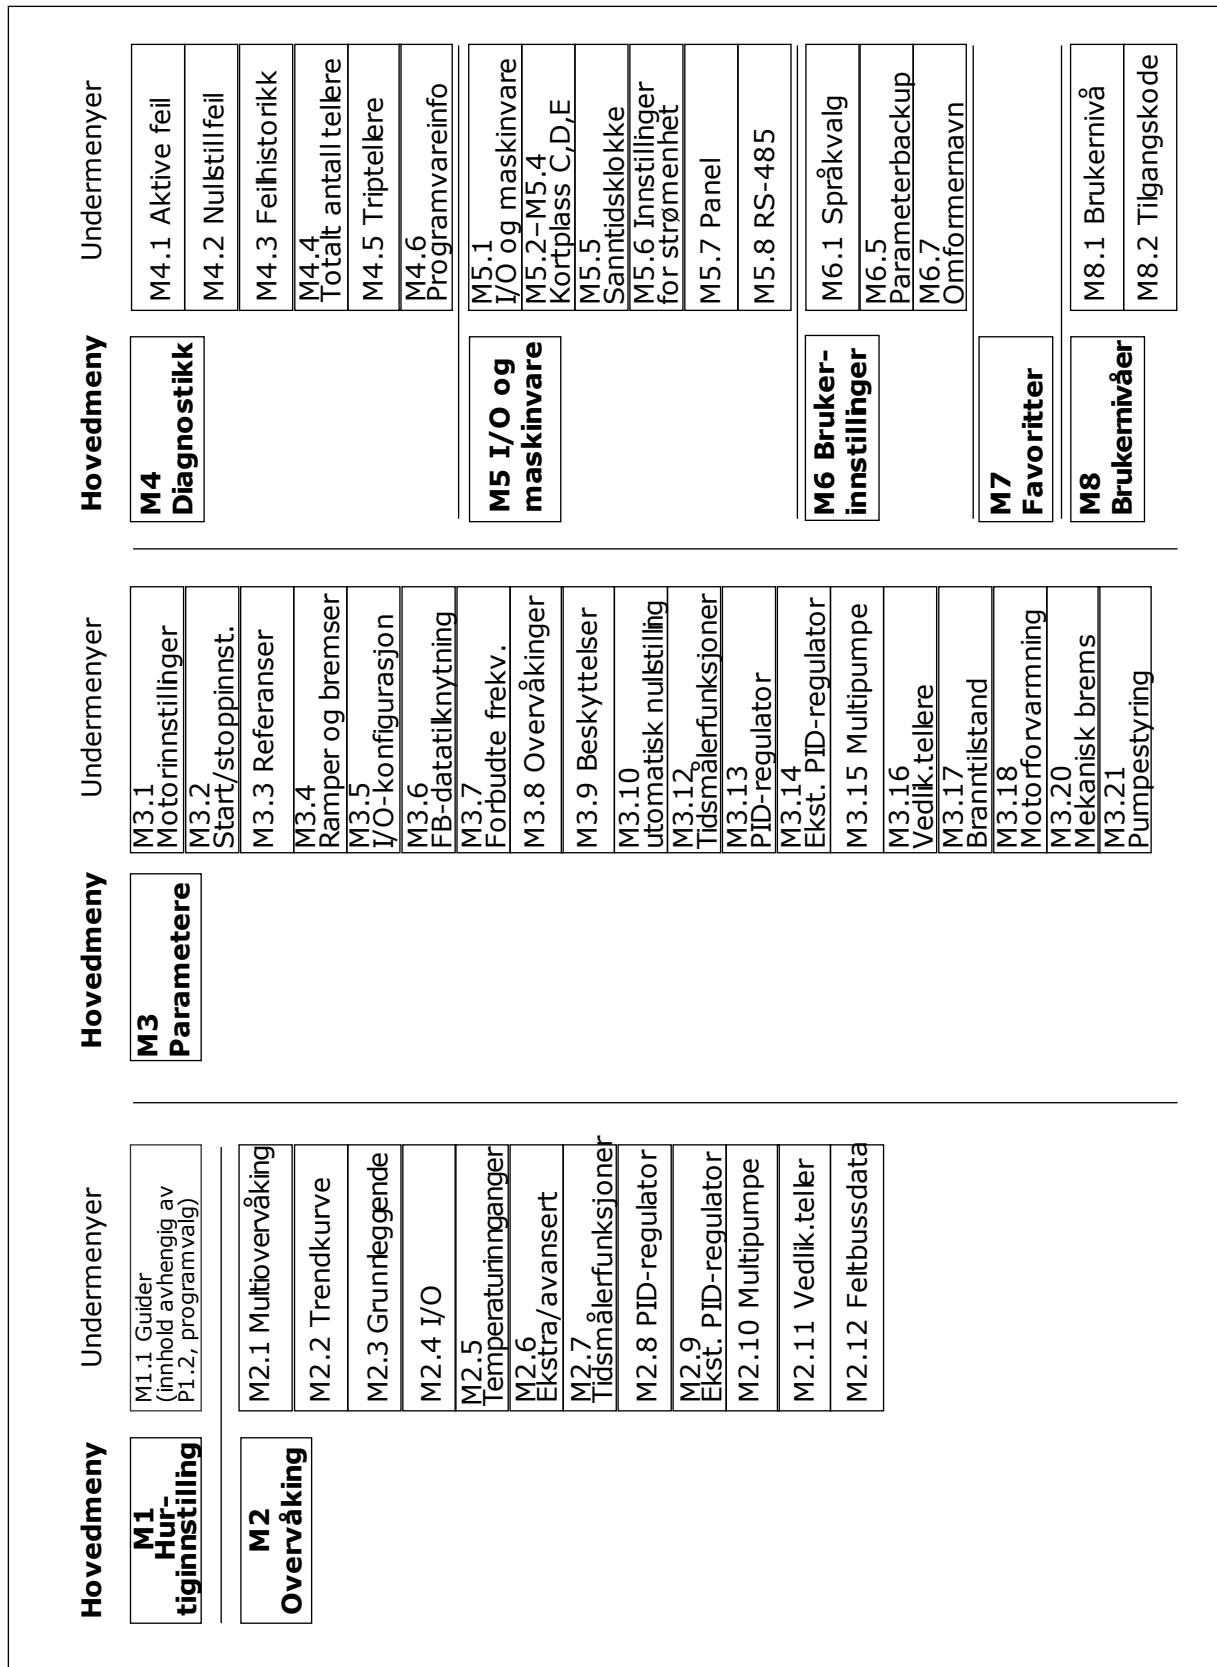 Hovedmeny
Undermenyer
M1
Hur-
tiginnstilling
M1.1 Guider
(innhold avhengig av
P1.2, programvalg)
M2
Overvåking
M2.1 Multiovervåking
M2.2 Trendkurve
M2.3 Grunnleggende
M2.4 I/O
M2.5
Temperaturinnganger
M2.6
Ekstra/avansert
M2.7
Tidsmålerfunksjoner
M2.8 PID-regulator
M2.9
Ekst. PID-regulator
M2.10 Multipumpe
M2.11 Vedlik.teller
M2.12 Feltbussdata
Hovedmeny
Undermenyer
M3
Parametere
M3.1
Motorinnstillinger
M3.2
Start/stoppinnst.
M3.3 Referanser
M3.4
Ramper og bremser
M3.5
I/O-konfigurasjon
M3.6
FB-datatilknytning
M3.7
Forbudte frekv.
M3.8 Overvåkinger
M3.9 Beskyttelser
M3.10
utomatisk nullstilling
M3.12
Tidsmålerfunksjoner
M3.13
PID-regulator
M3.14
Ekst. PID-regulator
M3.15 Multipumpe
M3.16
Vedlik.tellere
M3.17
Branntilstand
M3.18
Motorforvarmning
M3.20
Mekanisk brems
M3.21
Pumpestyring
Hovedmeny
Undermenyer
M4
Diagnostikk
M4.1 Aktive feil
M4.2 Nullstill feil
M4.3 Feilhistorikk
M4.4
Totalt antall tellere
M4.5 Triptellere
M4.6
Programvareinfo
M5 I/O og
maskinvare
M5.1
I/O og maskinvare
M5.2–M5.4
Kortplass C,D,E
M5.5
Sanntidsklokke
M5.6 Innstillinger
for strømenhet
M5.7 Panel
M5.8 RS-485
M6 Bruker-
innstillinger
M6.1 Språkvalg
M6.5
Parameterbackup
M6.7
Omformernavn
M7
Favoritter
M8
Brukernivåer
M8.1 Brukernivå
M8.2 Tilgangskode